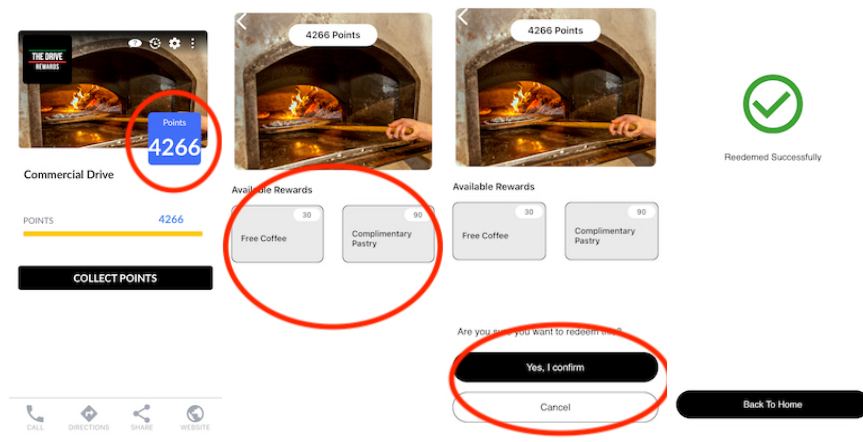 THE DRIVE
REWARDS
Points
4266
Commercial Drive
POINTS 4266
COLLECT POINTS
CALL DIRECTIONS SHARE WEBSITE
4266 Points
Available Rewards
30
Free Coffee
90
Complimentary
Pastry
4266 Points
Available Rewards
30
Free Coffee
90
Complimentary
Pastry
Are you sure you want to redeem this?
Yes, I confirm
Cancel
Reedemed Successfully
Back To Home